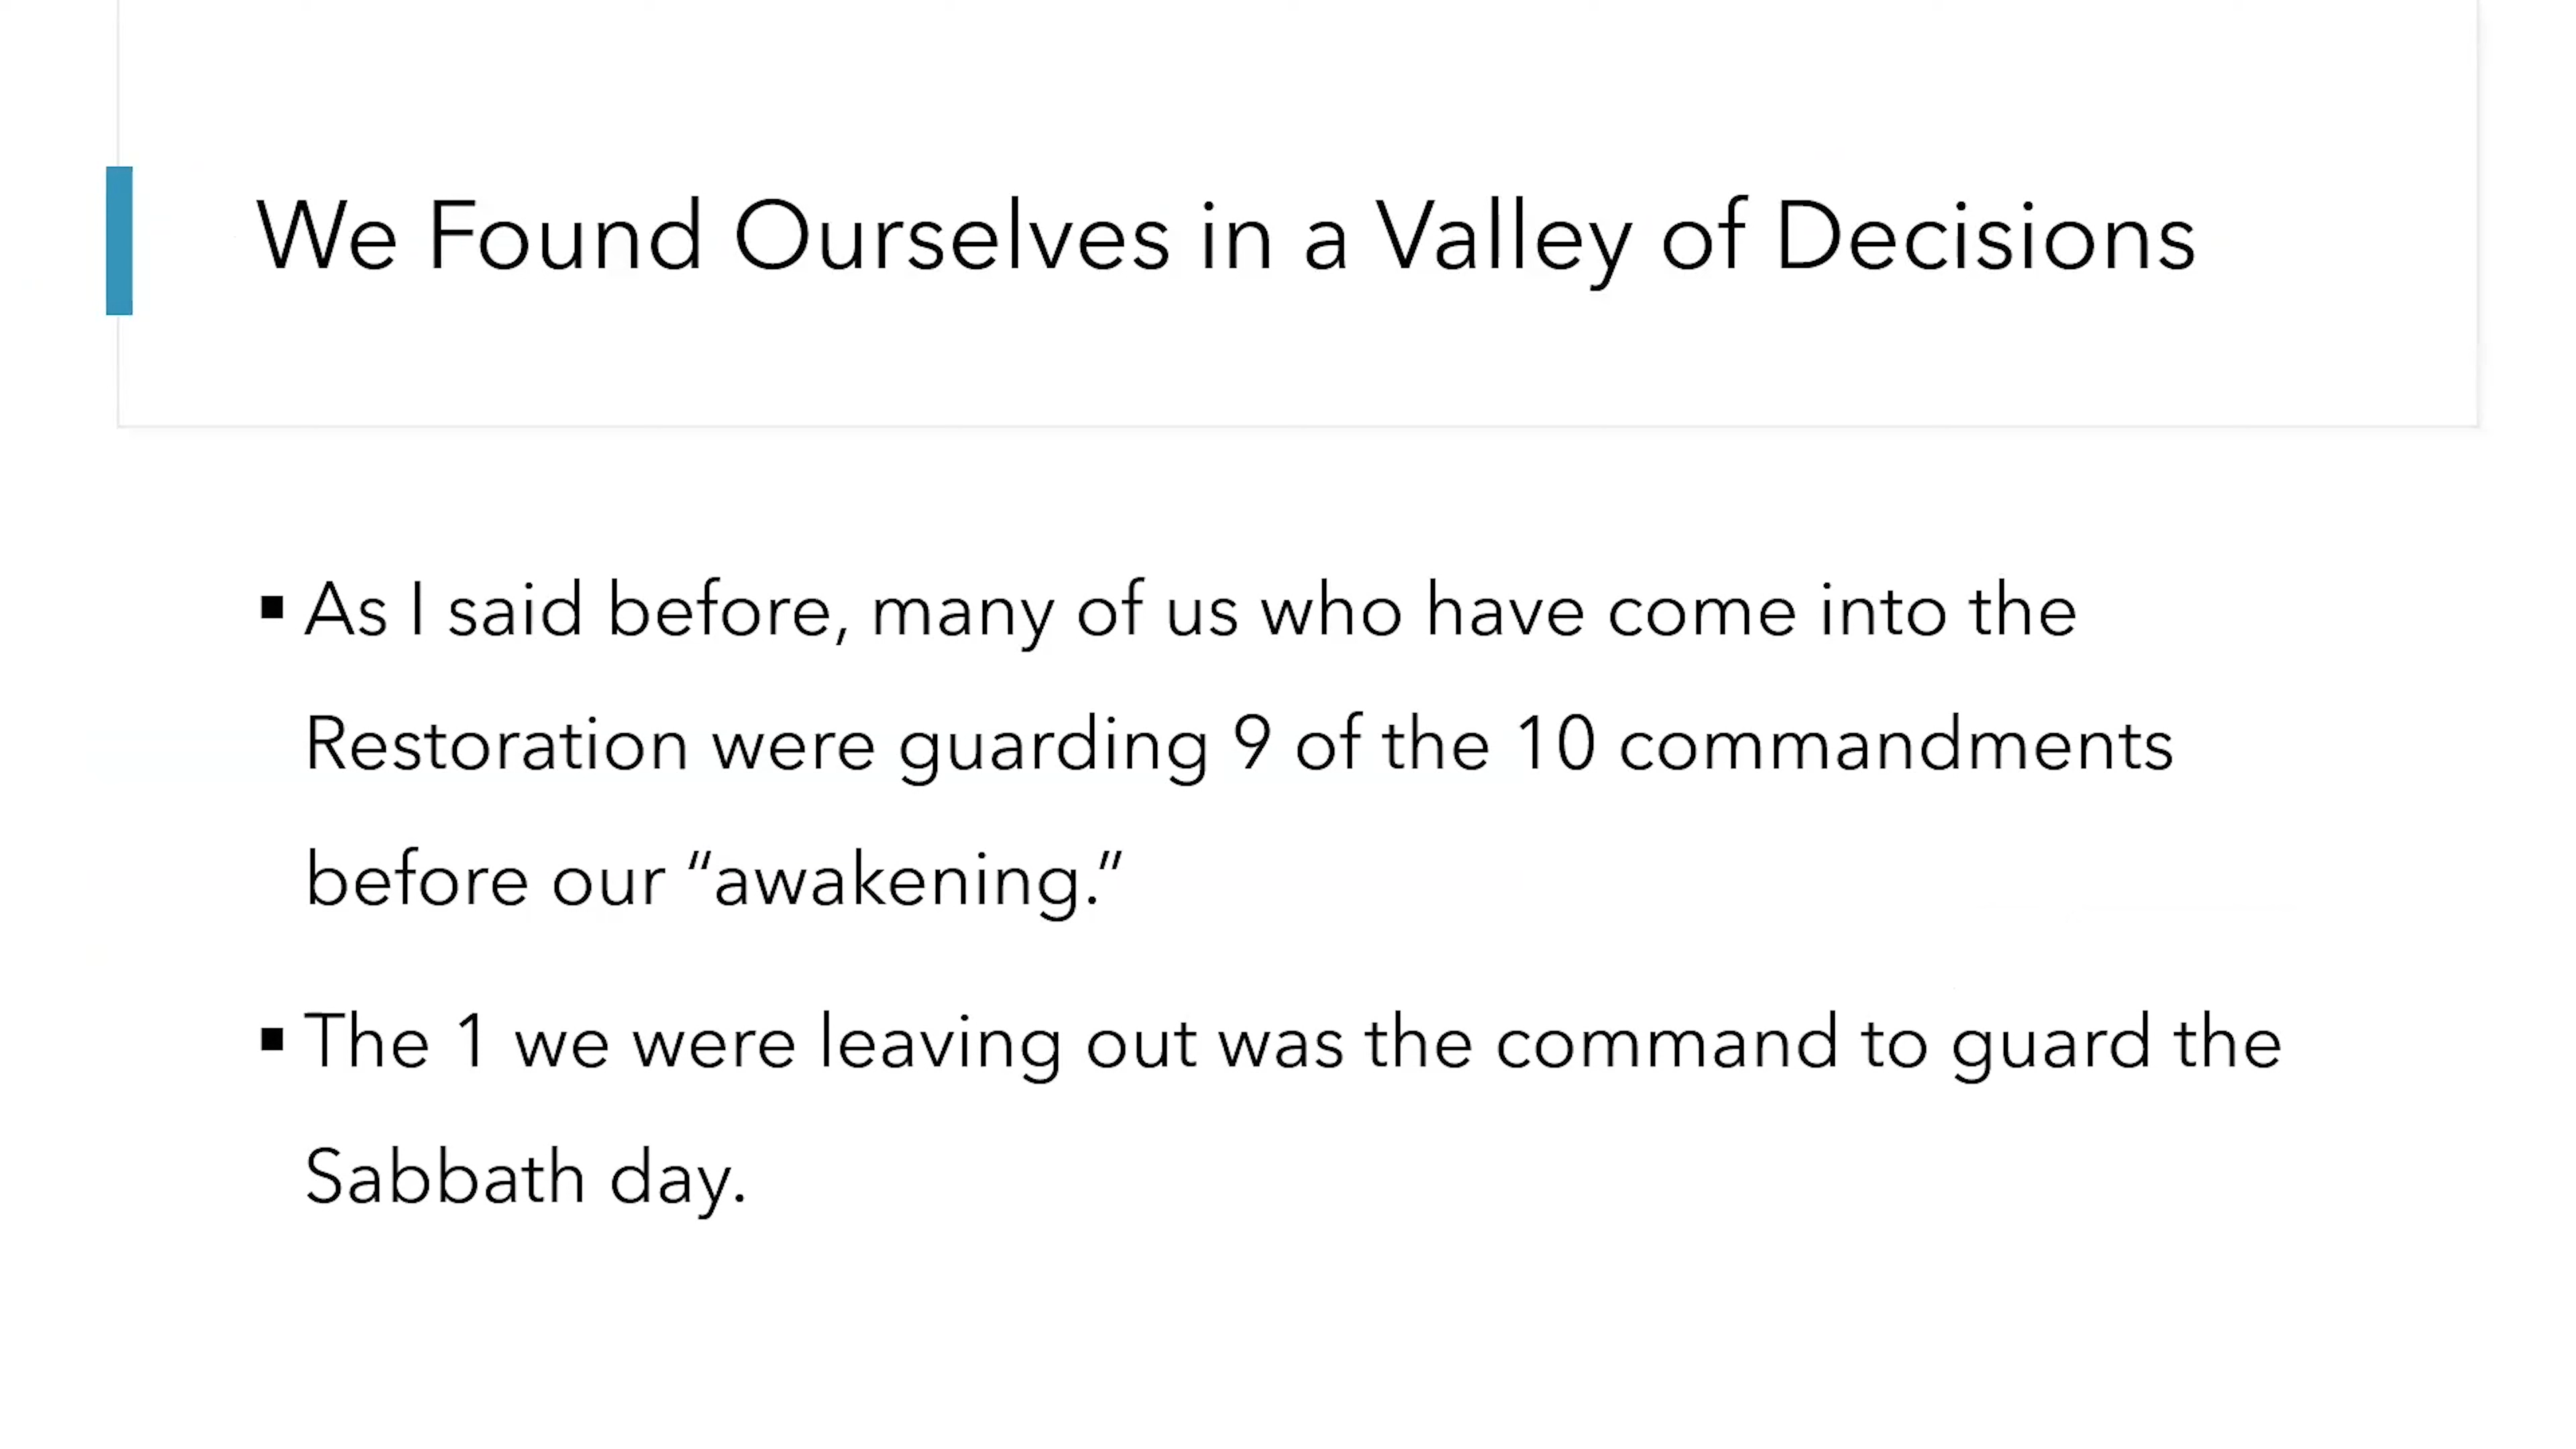 We Found Ourselves in a Valley of Decisions
▪ As I said before, many of us who have come into the
Restoration were guarding 9 of the 10 commandments
before our “awakening.”
▪ The 1 we were leaving out was the command to guard the
Sabbath day.